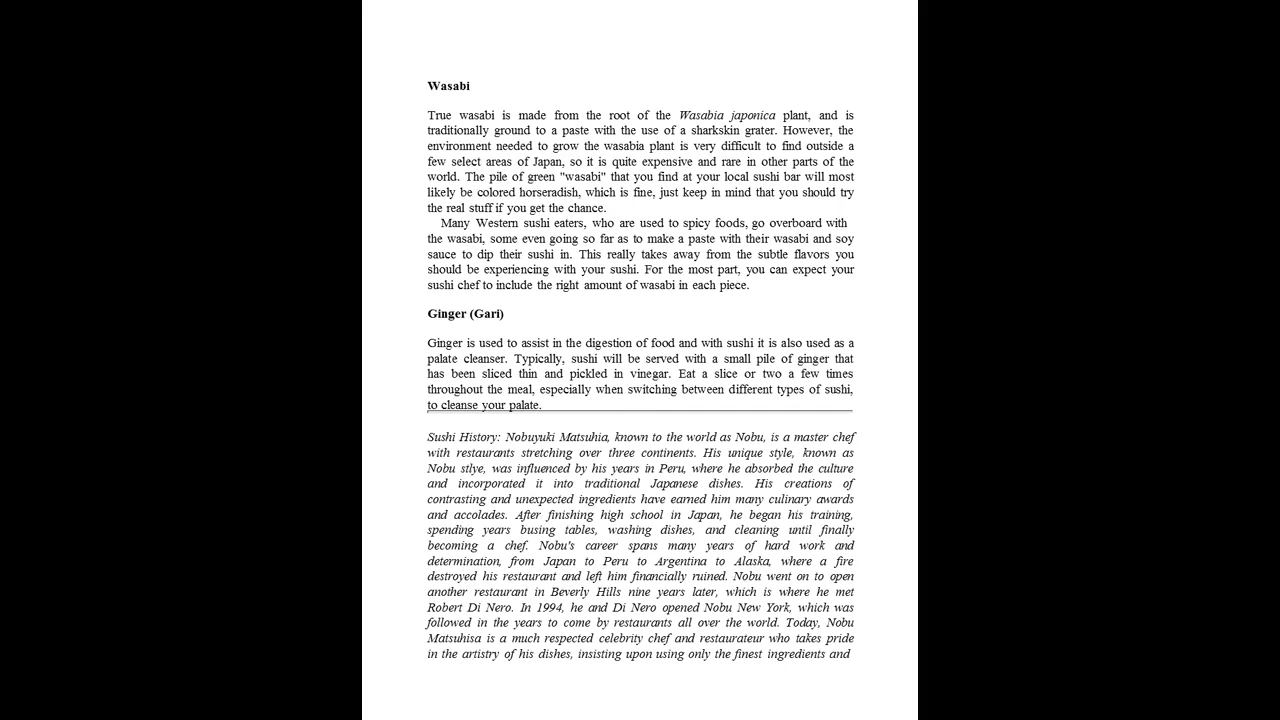 Wasabi
True wasabi is made from the root of the Wasabia japonica plant, and is
traditionally ground to a paste with the use of a sharkskin grater. However, the
environment needed to grow the wasabia plant is very difficult to find outside a
few select areas of Japan, so it is quite expensive and rare in other parts of the
world. The pile of green "wasabi" that you find at your local sushi bar will most
likely be colored horseradish, which is fine, just keep in mind that you should try
the real stuff if you get the chance.
Many Western sushi eaters, who are used to spicy foods, go overboard with
the wasabi, some even going so far as to make a paste with their wasabi and soy
sauce to dip their sushi in. This really takes away from the subtle flavors you
should be experiencing with your sushi. For the most part, you can expect your
sushi chef to include the right amount of wasabi in each piece.
Ginger (Gari)
Ginger is used to assist in the digestion of food and with sushi it is also used as a
palate cleanser. Typically, sushi will be served with a small pile of ginger that
has been sliced thin and pickled in vinegar. Eat a slice or two a few times
throughout the meal, especially when switching between different types of sushi,
to cleanse your palate.
Sushi History: Nobuyuki Matsuhia, known to the world as Nobu, is a master chef
with restaurants stretching over three continents. His unique style, known as
Nobu stlye, was influenced by his years in Peru, where he absorbed the culture
and incorporated it into traditional Japanese dishes. His creations of
contrasting and unexpected ingredients have earned him many culinary awards
and accolades. After finishing high school in Japan, he began his training,
spending years busing tables, washing dishes, and cleaning until finally
becoming a chef. Nobu's career spans many years of hard work and
determination, from Japan to Peru to Argentina to Alaska, where a fire
destroyed his restaurant and left him financially ruined. Nobu went on to open
another restaurant in Beverly Hills nine years later, which is where he met
Robert Di Nero. In 1994, he and Di Nero opened Nobu New York, which was
followed in the years to come by restaurants all over the world. Today, Nobu
Matsuhisa is a much respected celebrity chef and restaurateur who takes pride
in the artistry of his dishes, insisting upon using only the finest ingredients and